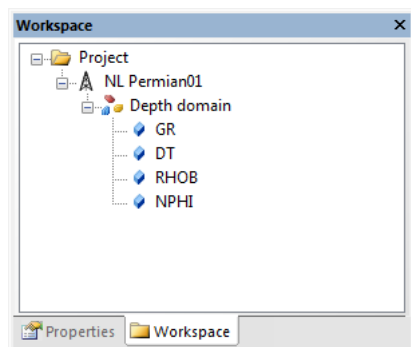 Workspace
Project
NL Permian01
Depth domain
GR
DT
RHOB
NPHI
Properties Workspace